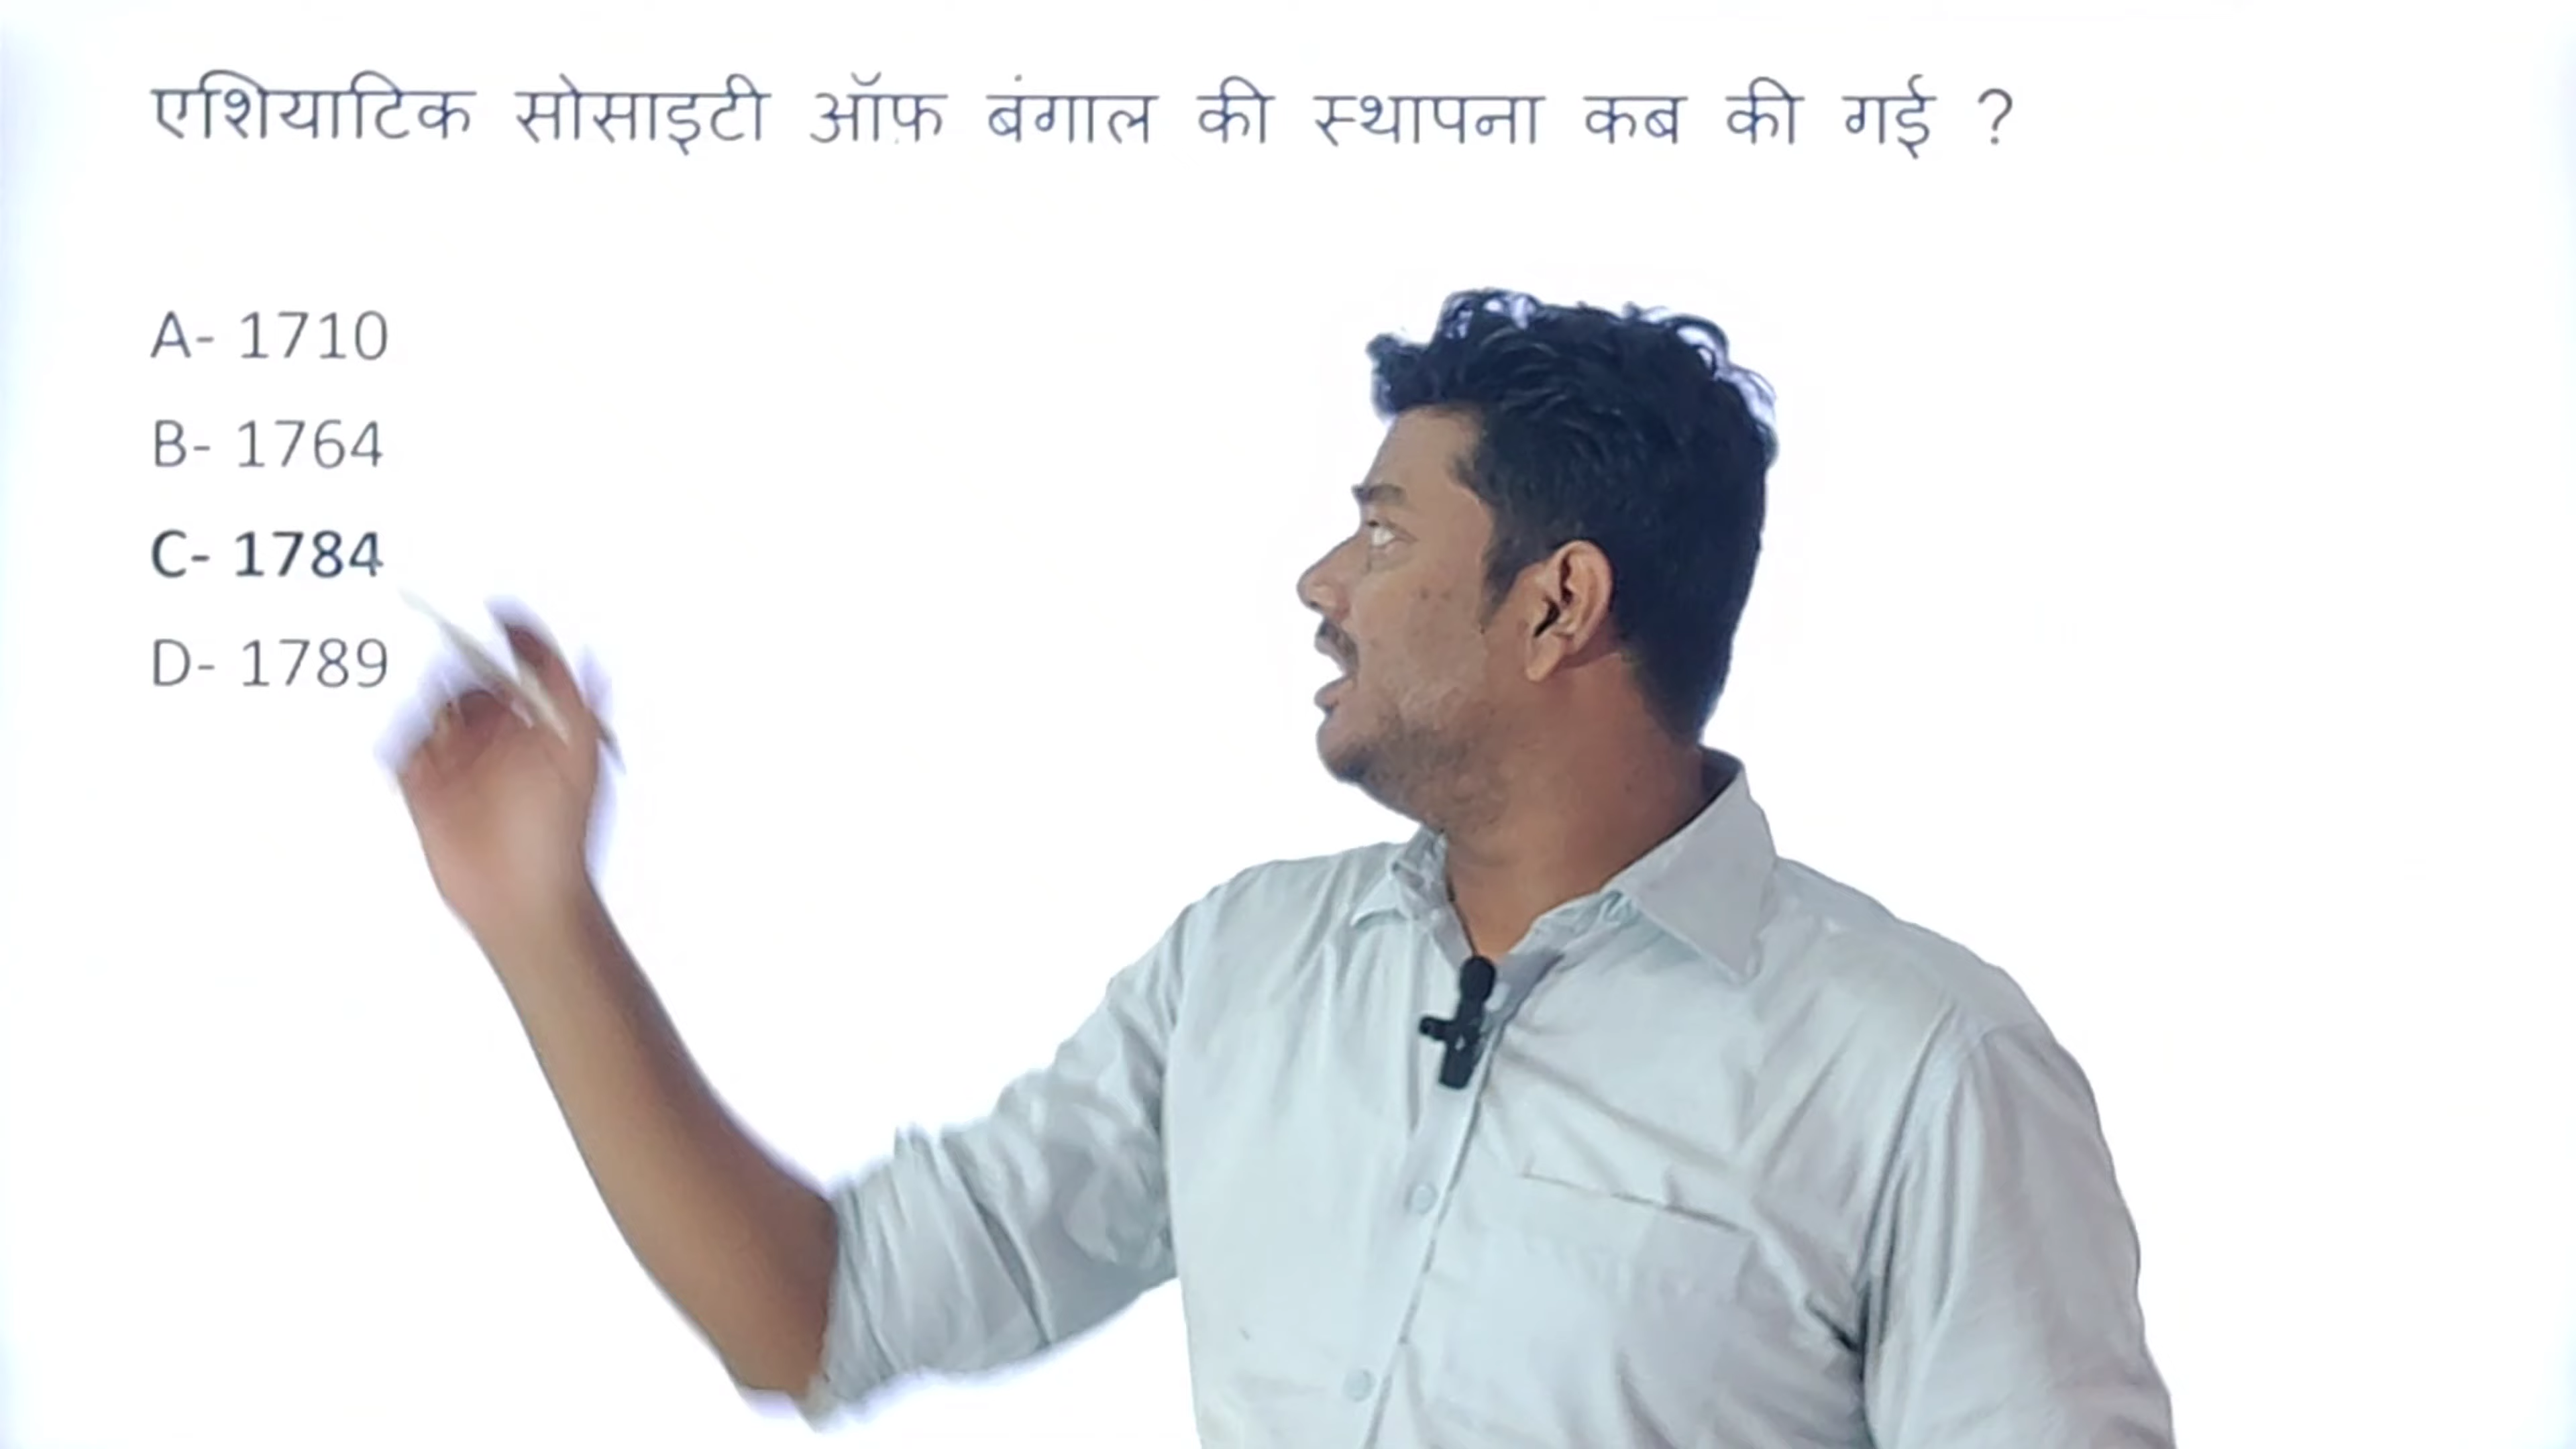 एशियाटिक सोसाइटी ऑफ़ बंगाल की स्थापना कब की गई ?
A- 1710
B- 1764
C- 1784
D- 1789